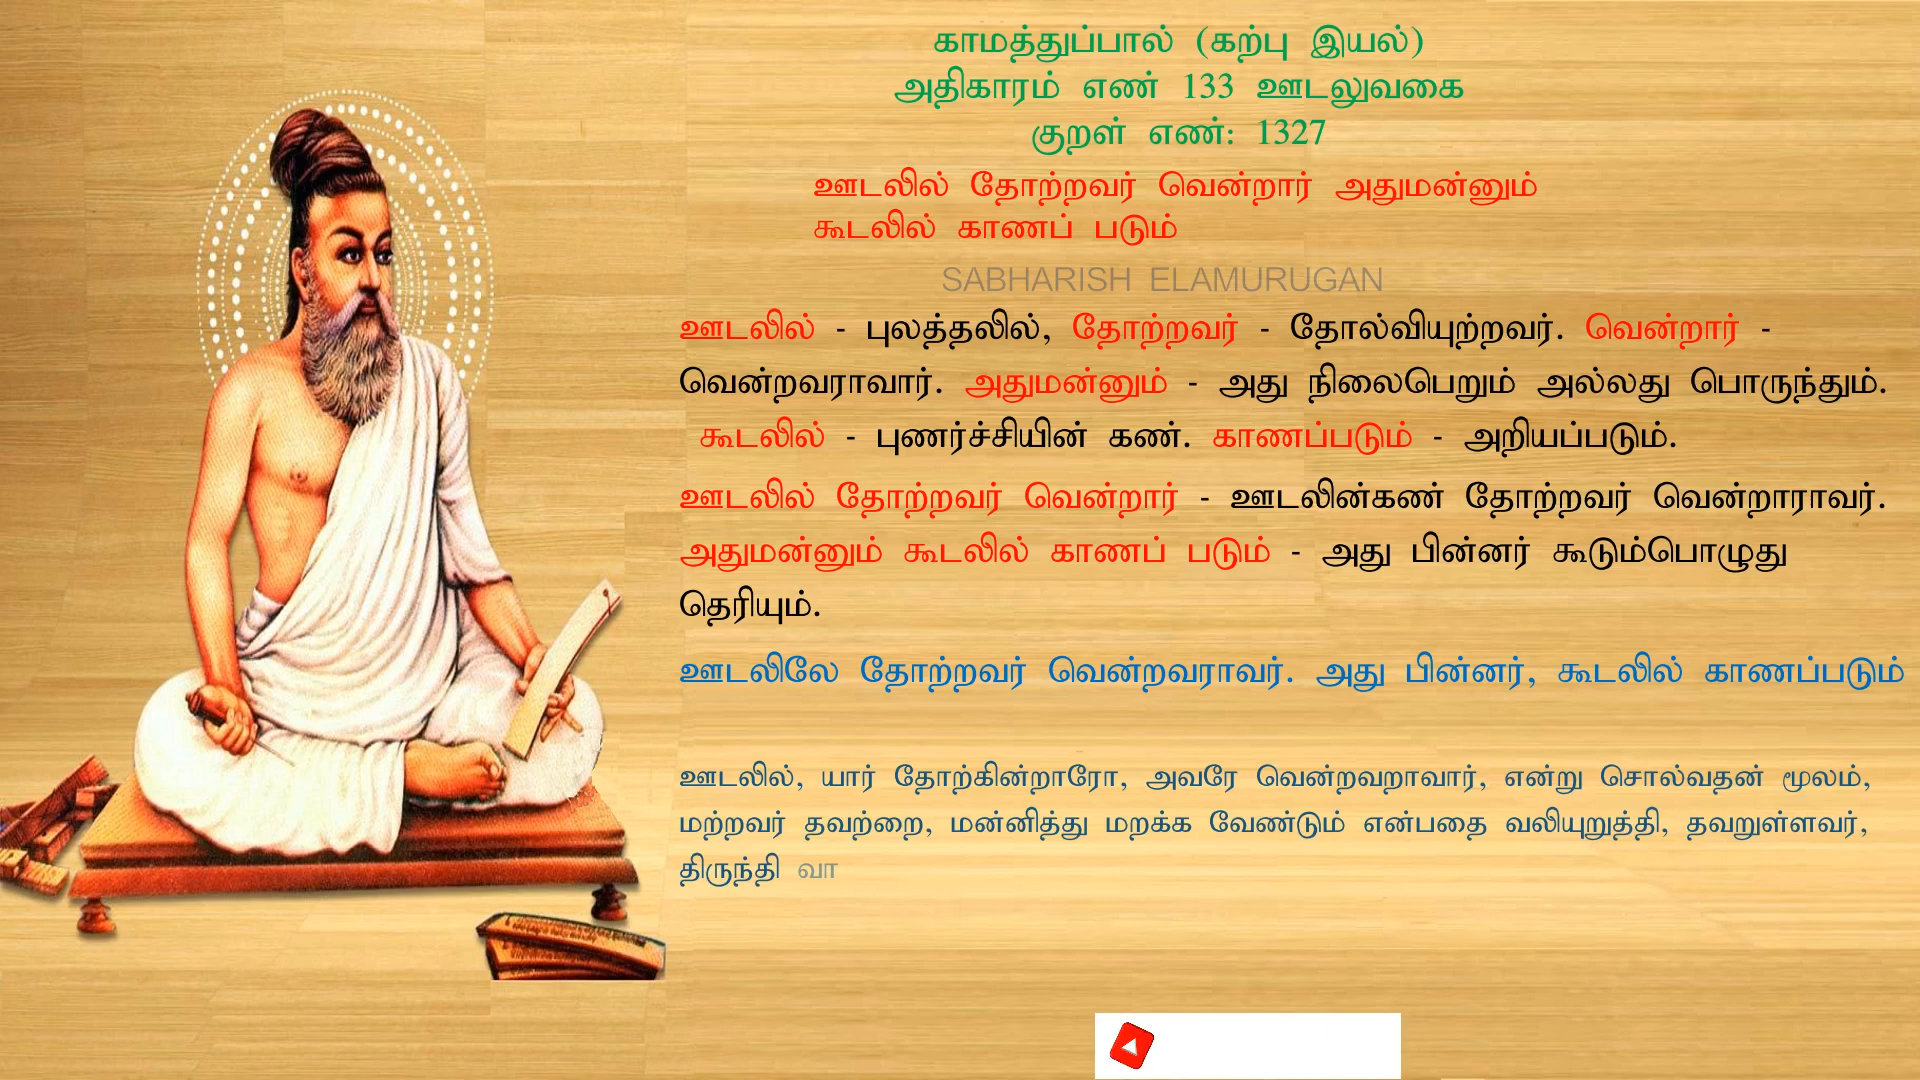 காமத்துப்பால் (கற்பு இயல்)
அதிகாரம் எண் 133 ஊடலுவகை
குறள் எண்: 1327
ஊடலில் தோற்றவர் வென்றார் அதுமன்னும்
கூடலில் காணப் படும்
SABHARISH ELAMURUGAN
ஊடலில் - புலத்தலில், தோற்றவர் - தோல்வியுற்றவர். வென்றார் -
வென்றவராவார். அதுமன்னும் - அது நிலைபெறும் அல்லது பொருந்தும்.
கூடலில் - புணர்ச்சியின் கண். காணப்படும் - அறியப்படும்.
ஊடலில் தோற்றவர் வென்றார் - ஊடலின்கண் தோற்றவர் வென்றாராவர்.
அதுமன்னும் கூடலில் காணப் படும் - அது பின்னர் கூடும்பொழுது
தெரியும்.
ஊடலிலே தோற்றவர் வென்றவராவர். அது பின்னர், கூடலில் காணப்படும்
ஊடலில், யார் தோற்கின்றாரோ, அவரே வென்றவறாவார், என்று சொல்வதன் மூலம்,
மற்றவர் தவற்றை, மன்னித்து மறக்க வேண்டும் என்பதை வலியுறுத்தி, தவறுள்ளவர்,
திருந்தி வா